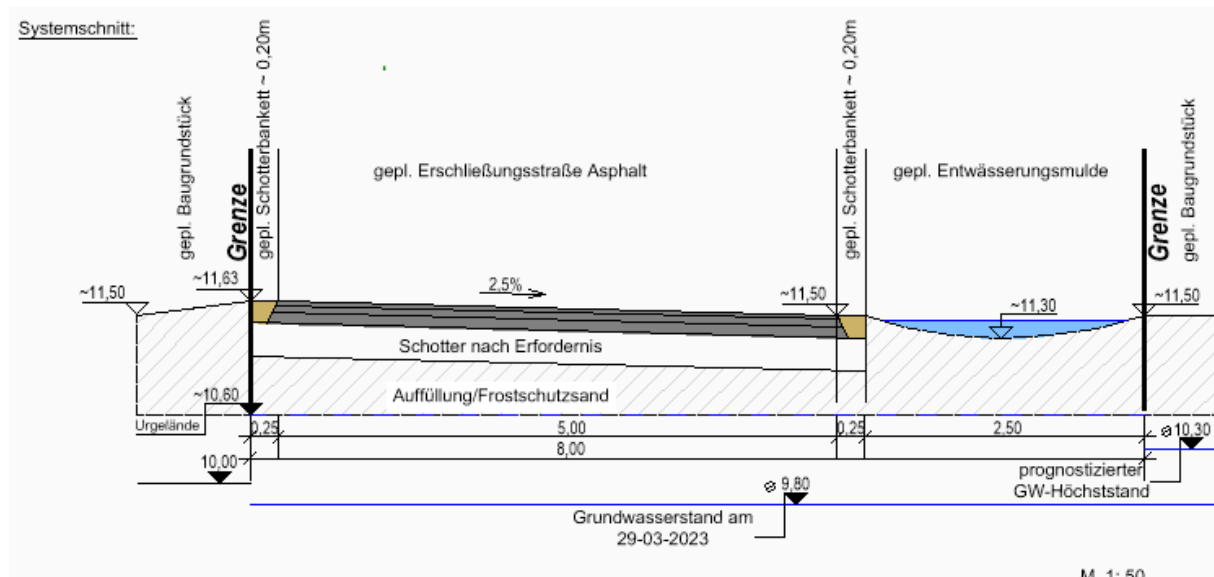 Systemschnitt:
gepl. Baugrundstück
Grenze
gepl. Schotterbankett ~ 0,20m
gepl. Erschließungsstraße Asphalt
gepl. Schotterbankett ~ 0,20m
gepl. Entwässerungsmulde
Grenze
gepl. Baugrundstück
~11,50
~11,63
2,5%
~11,50
~11,30
~11,50
Schotter nach Erfordernis
~10,60
Auffüllung/Frostschutzsand
Urgelände
0,25
5,00
0,25
2,50
⌀ 10,30
8,00
10,00
prognostizierter
GW-Höchststand
⌀ 9,80
Grundwasserstand am
29-03-2023
M. 1: 50